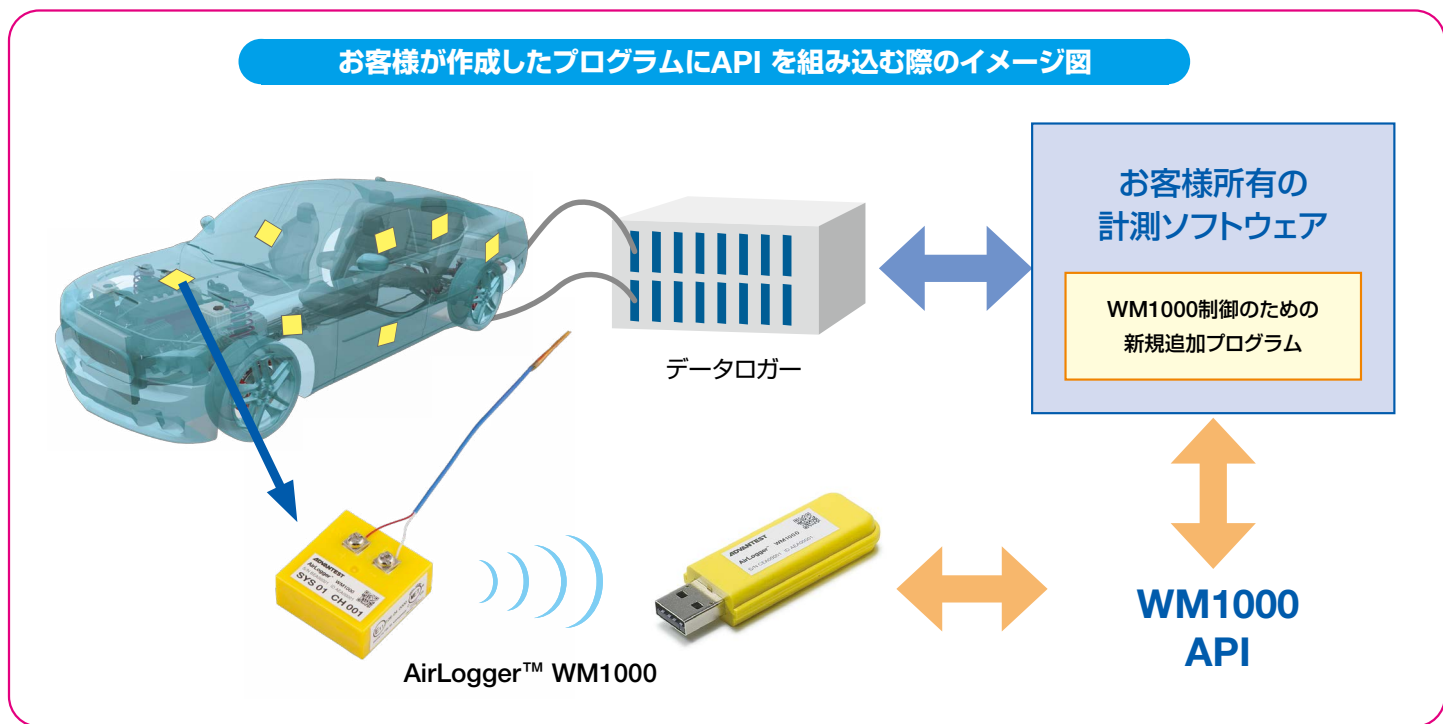 お客様が作成したプログラムにAPI を組み込む際のイメージ図
お客様所有の
計測ソフトウェア
WM1000制御のための
新規追加プログラム
データロガー
ADVANTEST
AirLogger™ WM1000
SYS 01 CH 001
ADVANTEST
AirLogger™ WM1000
AirLogger™ WM1000
WM1000
API